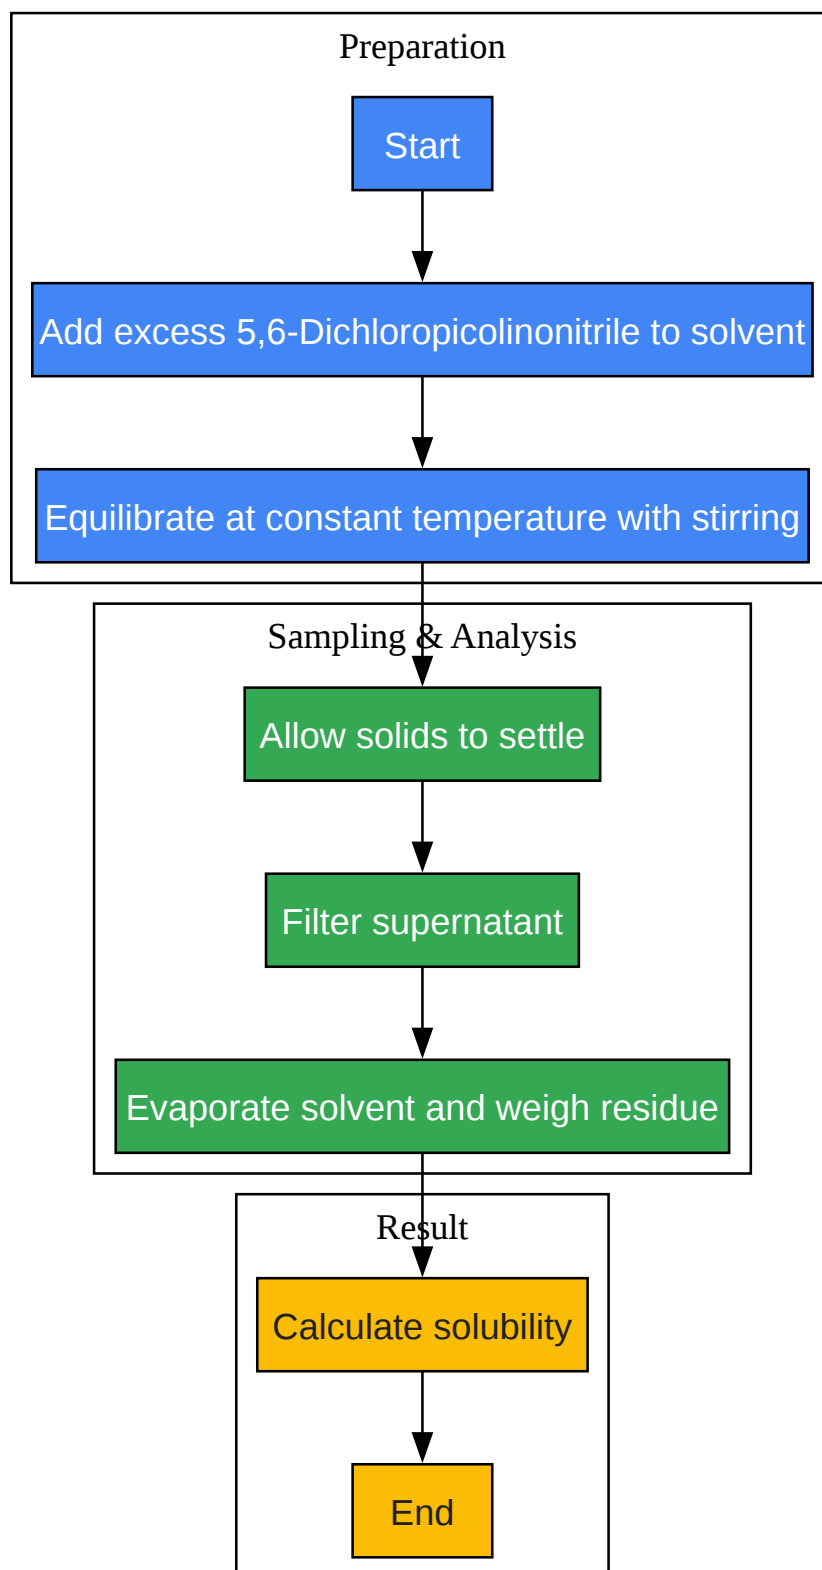 Preparation
Start
Add excess 5,6-Dichloropicolinonitrile to solvent
Equilibrate at constant temperature with stirring
Sampling & Analysis
Allow solids to settle
Filter supernatant
Evaporate solvent and weigh residue
Result
Calculate solubility
End